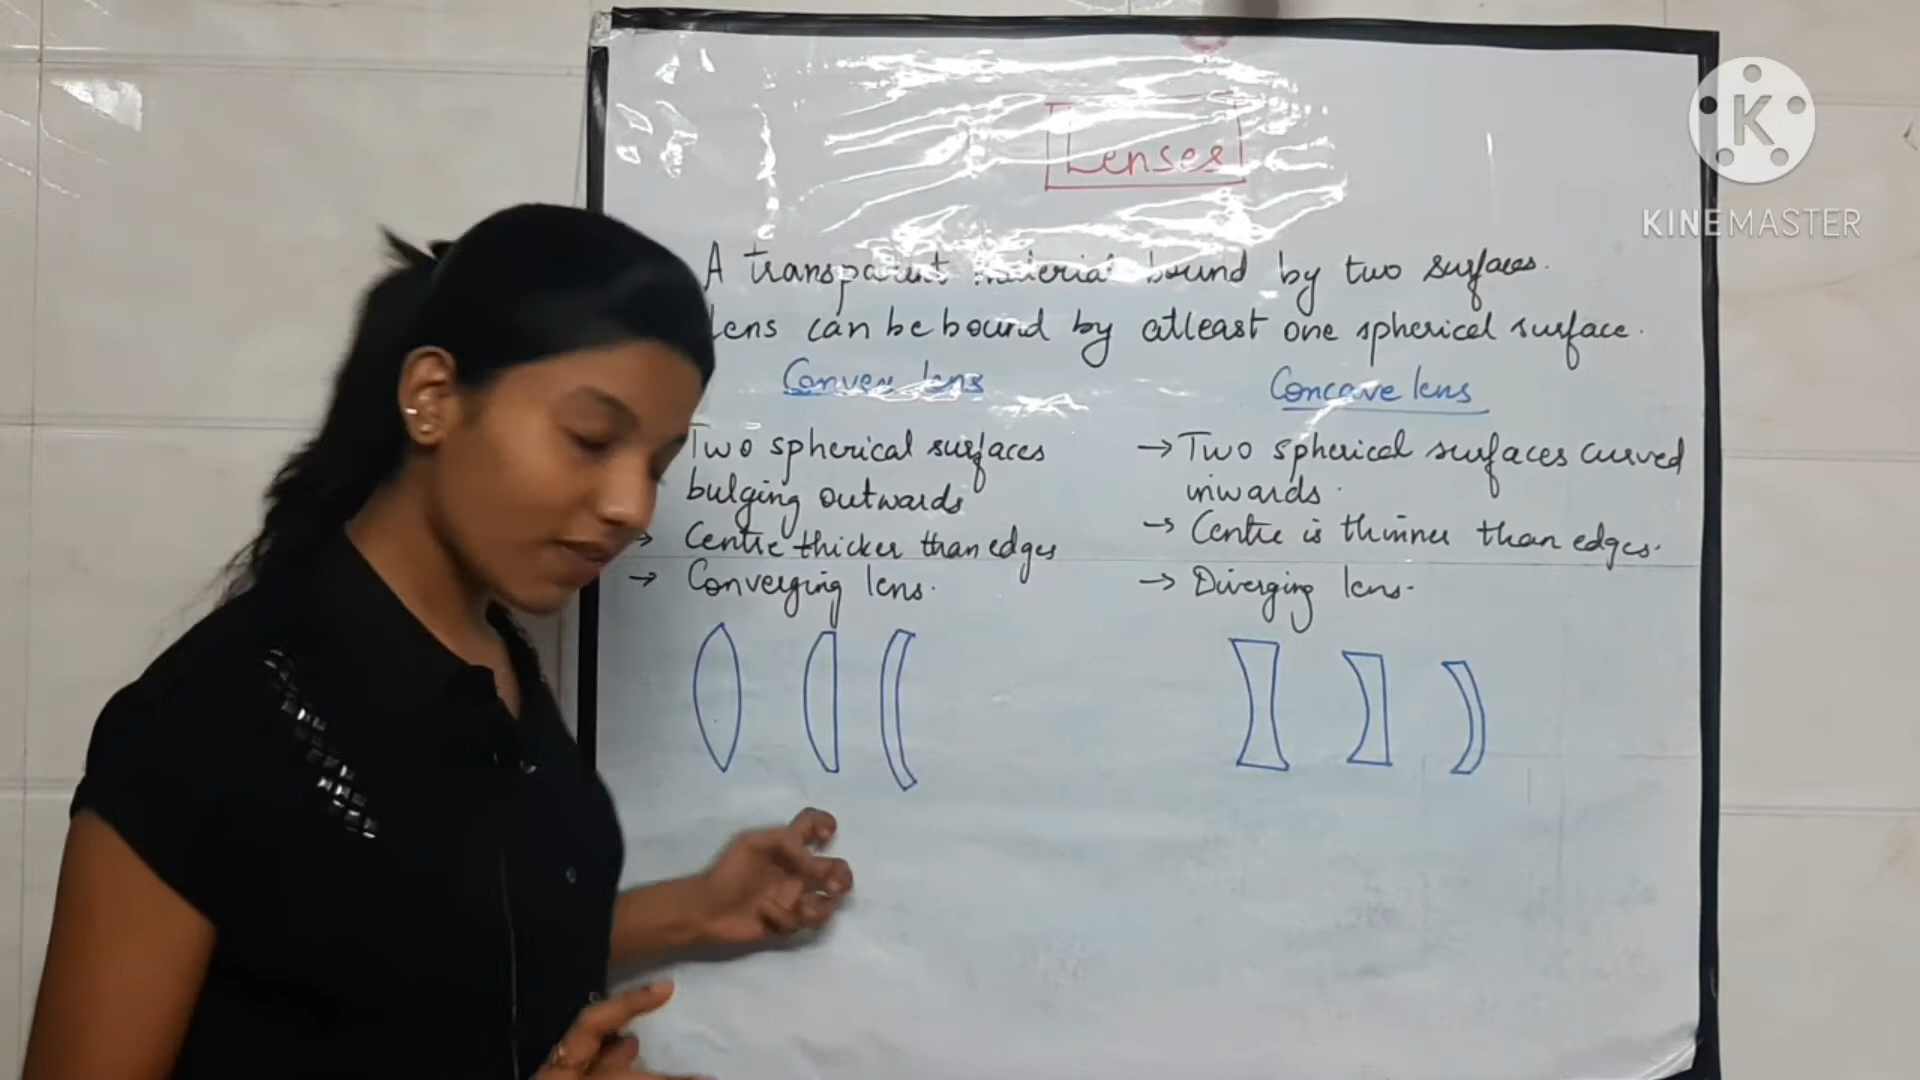 Lenses
K
KINEMASTER
A transparent material bound by two surfaces.
lens can be bound by atleast one spherical surface.
Convex lens
Two spherical surfaces
bulging outwards
→ Centre thicker than edges
→ Converging lens.
Concave lens
→ Two spherical surfaces curved
inwards.
→ Centre is thinner than edges.
→ Diverging lens.